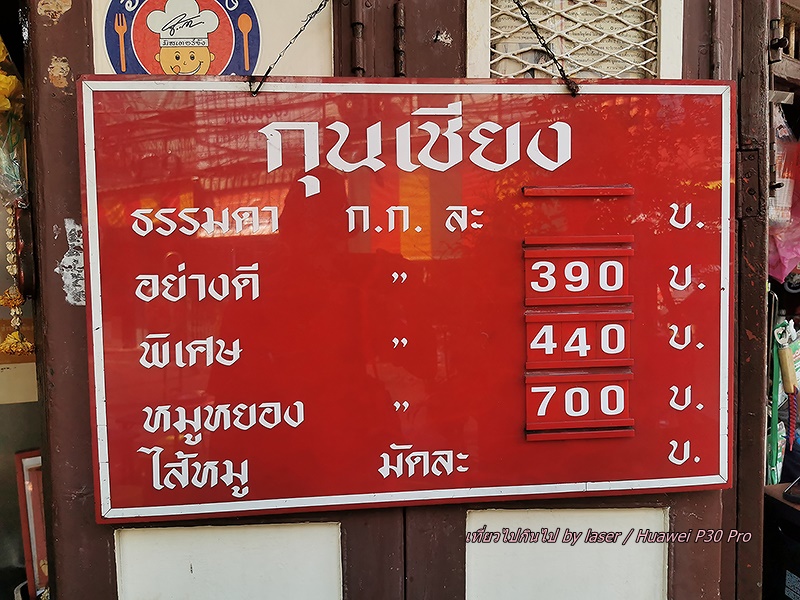 กุนเชียง
ธรรมดา ก.ก. ละ บ.
อย่างดี " 390 บ.
พิเศษ " 440 บ.
หมูหยอง " 700 บ.
ไส้หมู มัดละ บ.
เที่ยวไปกินไป by laser / Huawei P30 Pro